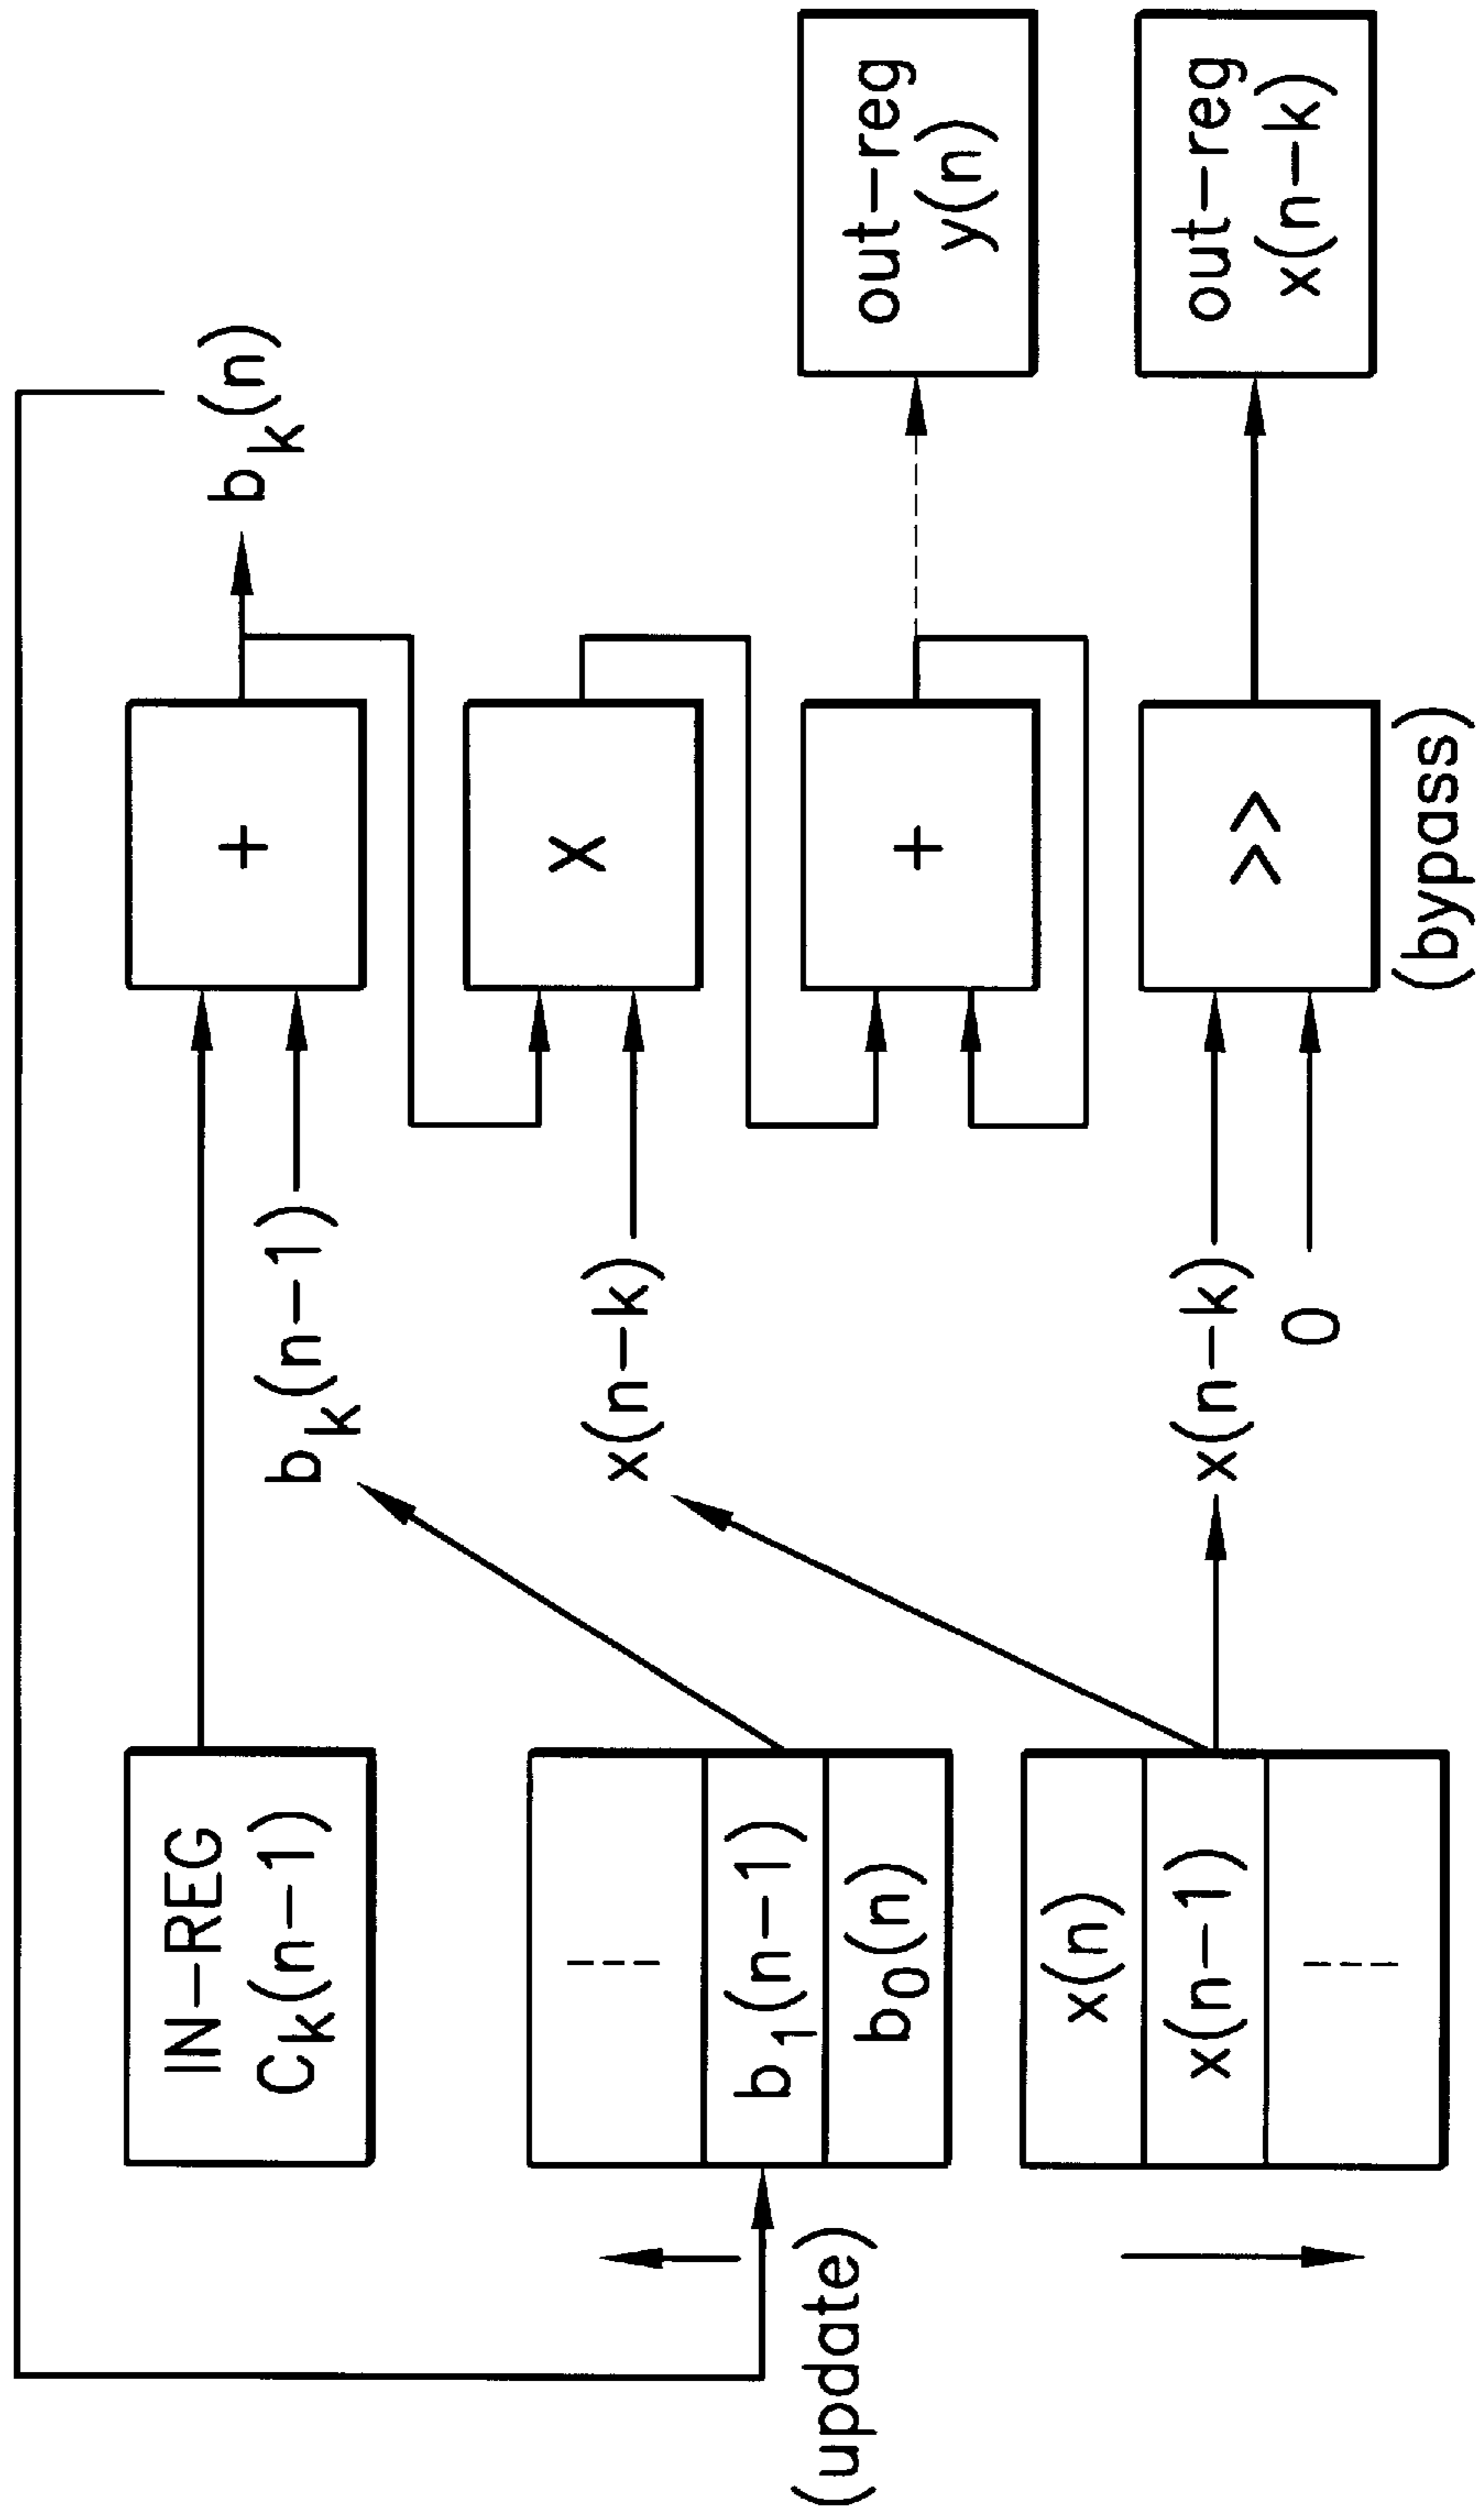 IN-REG
Ck(n-1)
---
b1(n-1)
b0(n)
(update)
x(n)
x(n-1)
---
bk(n-1)
x(n-k)
x(n-k)
0
+
x
+
>>
(bypass)
bk(n)
out-reg
y(n)
out-reg
x(n-k)